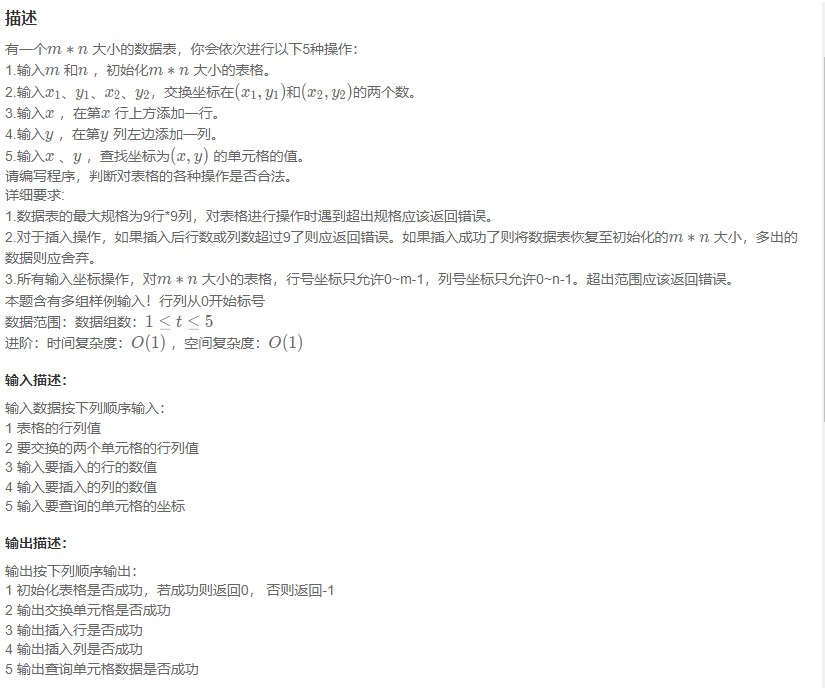 描述
有一个m * n 大小的数据表，你会依次进行以下5种操作：
1.输入m 和n ，初始化m * n 大小的表格。
2.输入x₁、y₁、x₂、y₂，交换坐标在(x₁, y₁)和(x₂, y₂)的两个数。
3.输入x ，在第x 行上方添加一行。
4.输入y ，在第y 列左边添加一列。
5.输入x 、y ，查找坐标为(x, y) 的单元格的值。
请编写程序，判断对表格的各种操作是否合法。
详细要求:
1.数据表的最大规格为9行*9列，对表格进行操作时遇到超出规格应该返回错误。
2.对于插入操作，如果插入后行数或列数超过9了则应返回错误。如果插入成功了则将数据表恢复至初始化的m * n 大小，多出的
数据则应舍弃。
3.所有输入坐标操作，对m * n 大小的表格，行号坐标只允许0~m-1，列号坐标只允许0~n-1。超出范围应该返回错误。
本题含有多组样例输入！行列从0开始标号
数据范围：数据组数：1 ≤ t ≤ 5
进阶：时间复杂度：O(1) ，空间复杂度：O(1)
输入描述：
输入数据按下列顺序输入：
1 表格的行列值
2 要交换的两个单元格的行列值
3 输入要插入的行的数值
4 输入要插入的列的数值
5 输入要查询的单元格的坐标
输出描述：
输出按下列顺序输出：
1 初始化表格是否成功，若成功则返回0， 否则返回-1
2 输出交换单元格是否成功
3 输出插入行是否成功
4 输出插入列是否成功
5 输出查询单元格数据是否成功